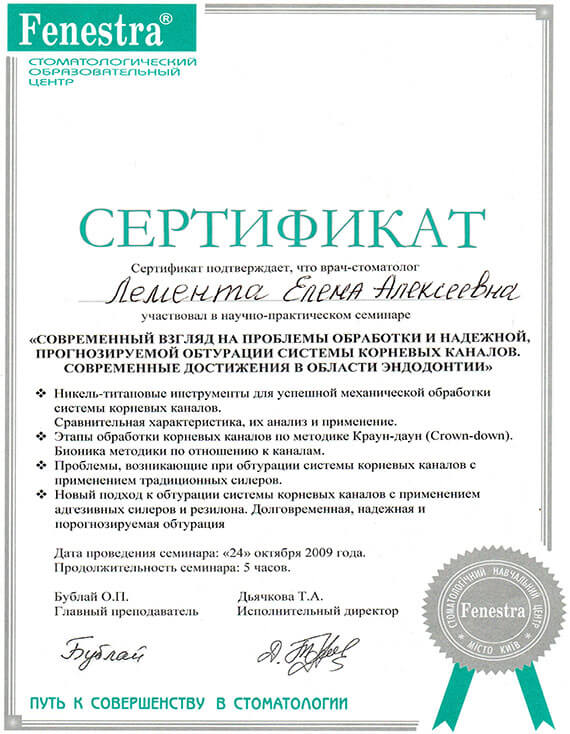 Fenestra®
СТОМАТОЛОГИЧЕСКИЙ
ОБРАЗОВАТЕЛЬНЫЙ
ЦЕНТР
СЕРТИФИКАТ
Сертификат подтверждает, что врач-стоматолог
Лемента Елена Алексеевна
участвовал в научно-практическом семинаре
«СОВРЕМЕННЫЙ ВЗГЛЯД НА ПРОБЛЕМЫ ОБРАБОТКИ И НАДЕЖНОЙ,
ПРОГНОЗИРУЕМОЙ ОБТУРАЦИИ СИСТЕМЫ КОРНЕВЫХ КАНАЛОВ.
СОВРЕМЕННЫЕ ДОСТИЖЕНИЯ В ОБЛАСТИ ЭНДОДОНТИИ»
❖ Никель-титановые инструменты для успешной механической обработки
системы корневых каналов.
Сравнительная характеристика, их анализ и применение.
❖ Этапы обработки корневых каналов по методике Краун-даун (Crown-down).
Бионика методики по отношению к каналам.
❖ Проблемы, возникающие при обтурации системы корневых каналов с
применением традиционных силеров.
❖ Новый подход к обтурации системы корневых каналов с применением
адгезивных силеров и резилона. Долговременная, надежная и
порогнозируемая обтурация
Дата проведения семинара: «24» октября 2009 года.
Продолжительность семинара: 5 часов.
Бублай О.П. Дьячкова Т.А.
Главный преподаватель Исполнительный директор
Бублай
СТОМАТОЛОГІЧНИЙ НАВЧАЛЬНИЙ ЦЕНТР
Fenestra
МІСТО КИЇВ
ПУТЬ К СОВЕРШЕНСТВУ В СТОМАТОЛОГИИ